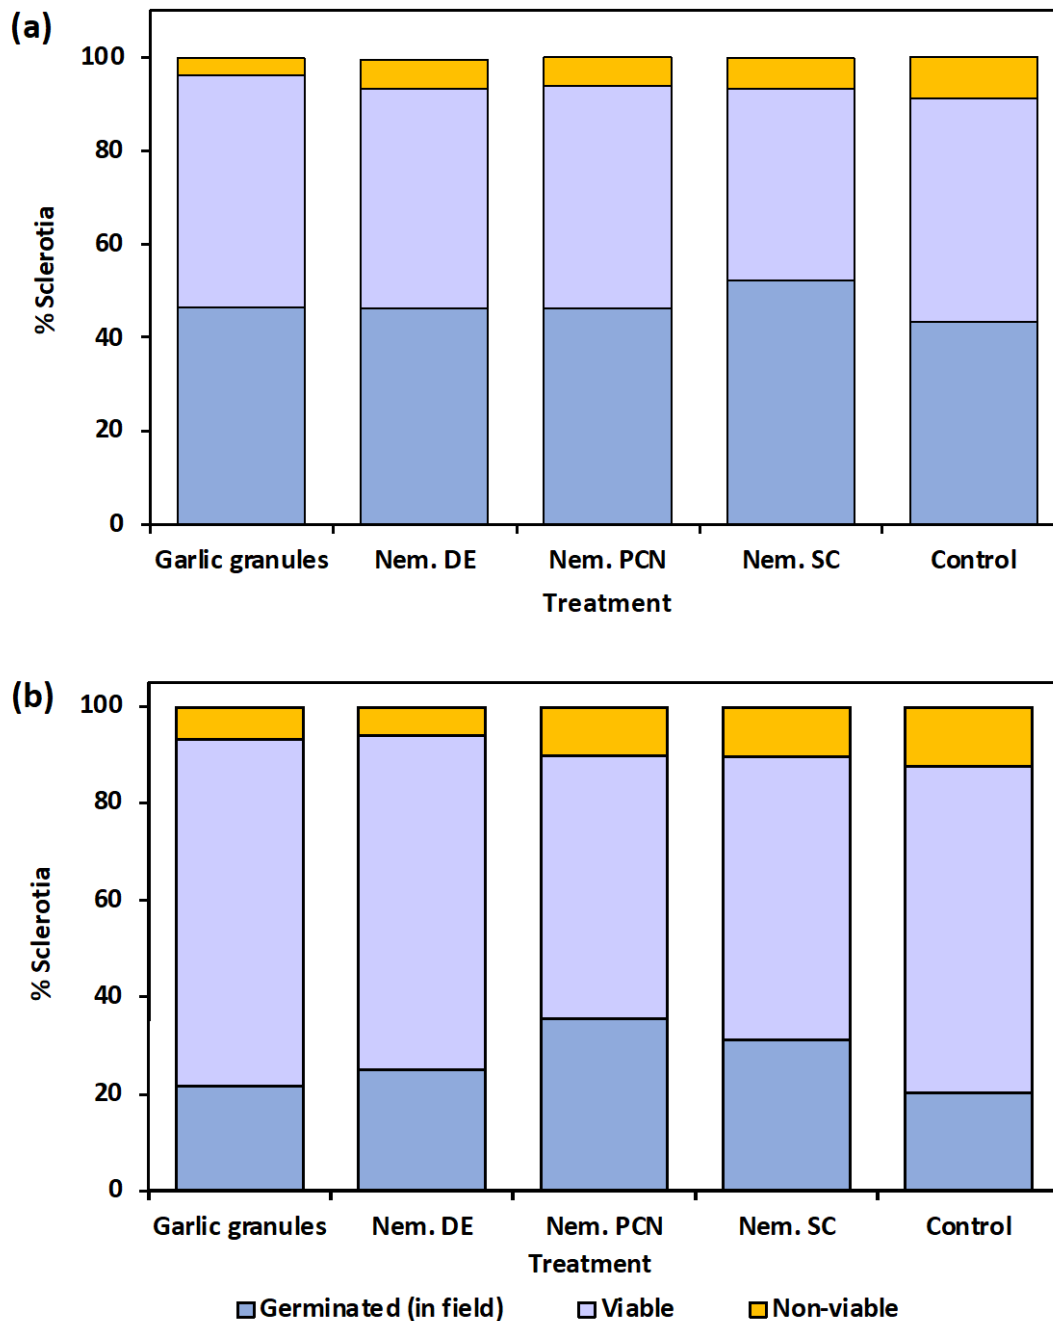 (a)
100
80
60
40
20
0
% Sclerotia
Garlic granules Nem. DE Nem. PCN Nem. SC Control
Treatment
(b)
100
80
60
40
20
0
% Sclerotia
Garlic granules Nem. DE Nem. PCN Nem. SC Control
Treatment
Germinated (in field) Viable Non-viable